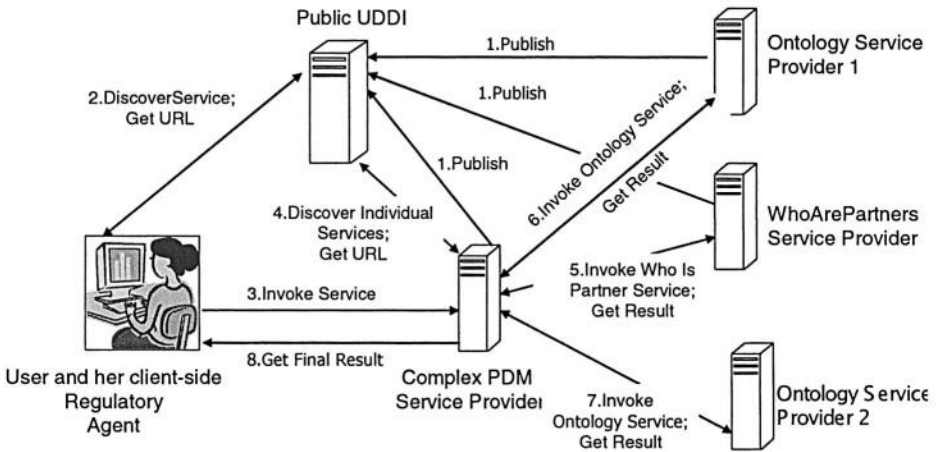 Public UDDI
1.Publish
Ontology Service
Provider 1
2.DiscoverService;
Get URL
1.Publish
6.Invoke Ontology Service;
Get Result
1.Publish
4.Discover Individual
Services;
Get URL
WhoArePartners
Service Provider
5.Invoke Who Is
Partner Service;
Get Result
3.Invoke Service
8.Get Final Result
User and her client-side
Regulatory
Agent
Complex PDM
Service Provider
7.Invoke
Ontology Service;
Get Result
Ontology Service
Provider 2